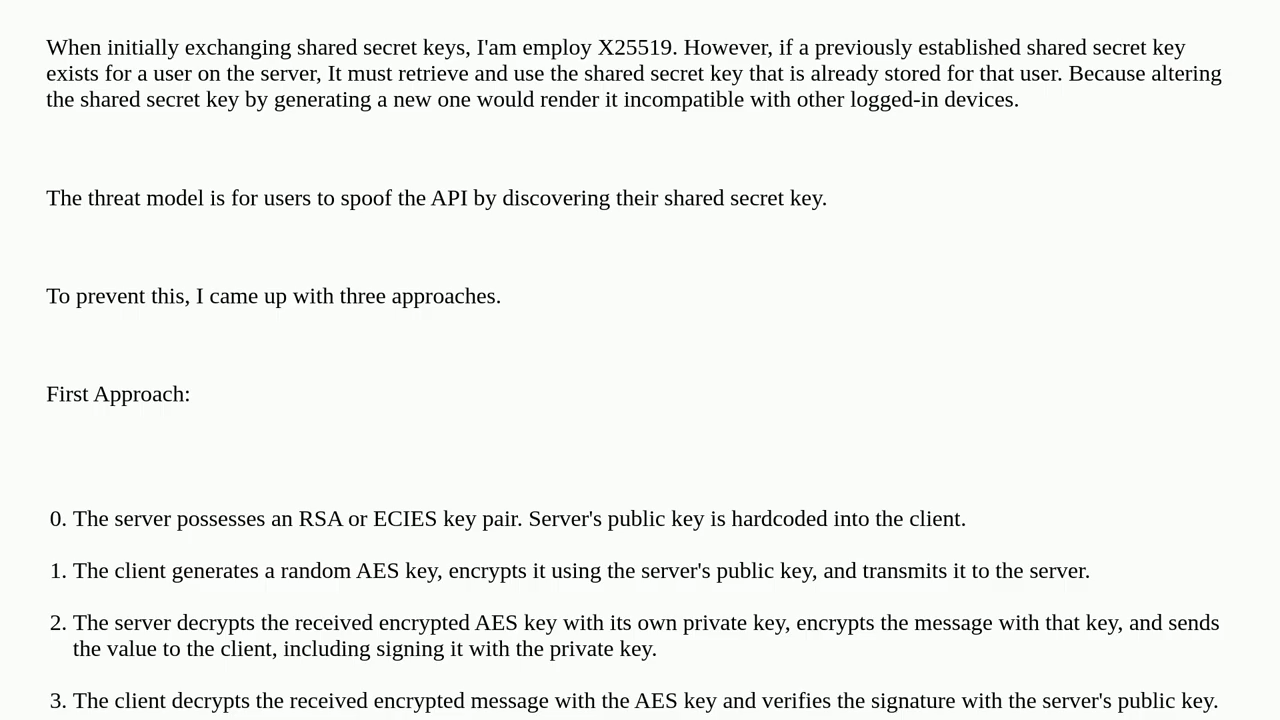 When initially exchanging shared secret keys, I'am employ X25519. However, if a previously established shared secret key
exists for a user on the server, It must retrieve and use the shared secret key that is already stored for that user. Because altering
the shared secret key by generating a new one would render it incompatible with other logged-in devices.
The threat model is for users to spoof the API by discovering their shared secret key.
To prevent this, I came up with three approaches.
First Approach:
0. The server possesses an RSA or ECIES key pair. Server's public key is hardcoded into the client.
1. The client generates a random AES key, encrypts it using the server's public key, and transmits it to the server.
2. The server decrypts the received encrypted AES key with its own private key, encrypts the message with that key, and sends
the value to the client, including signing it with the private key.
3. The client decrypts the received encrypted message with the AES key and verifies the signature with the server's public key.